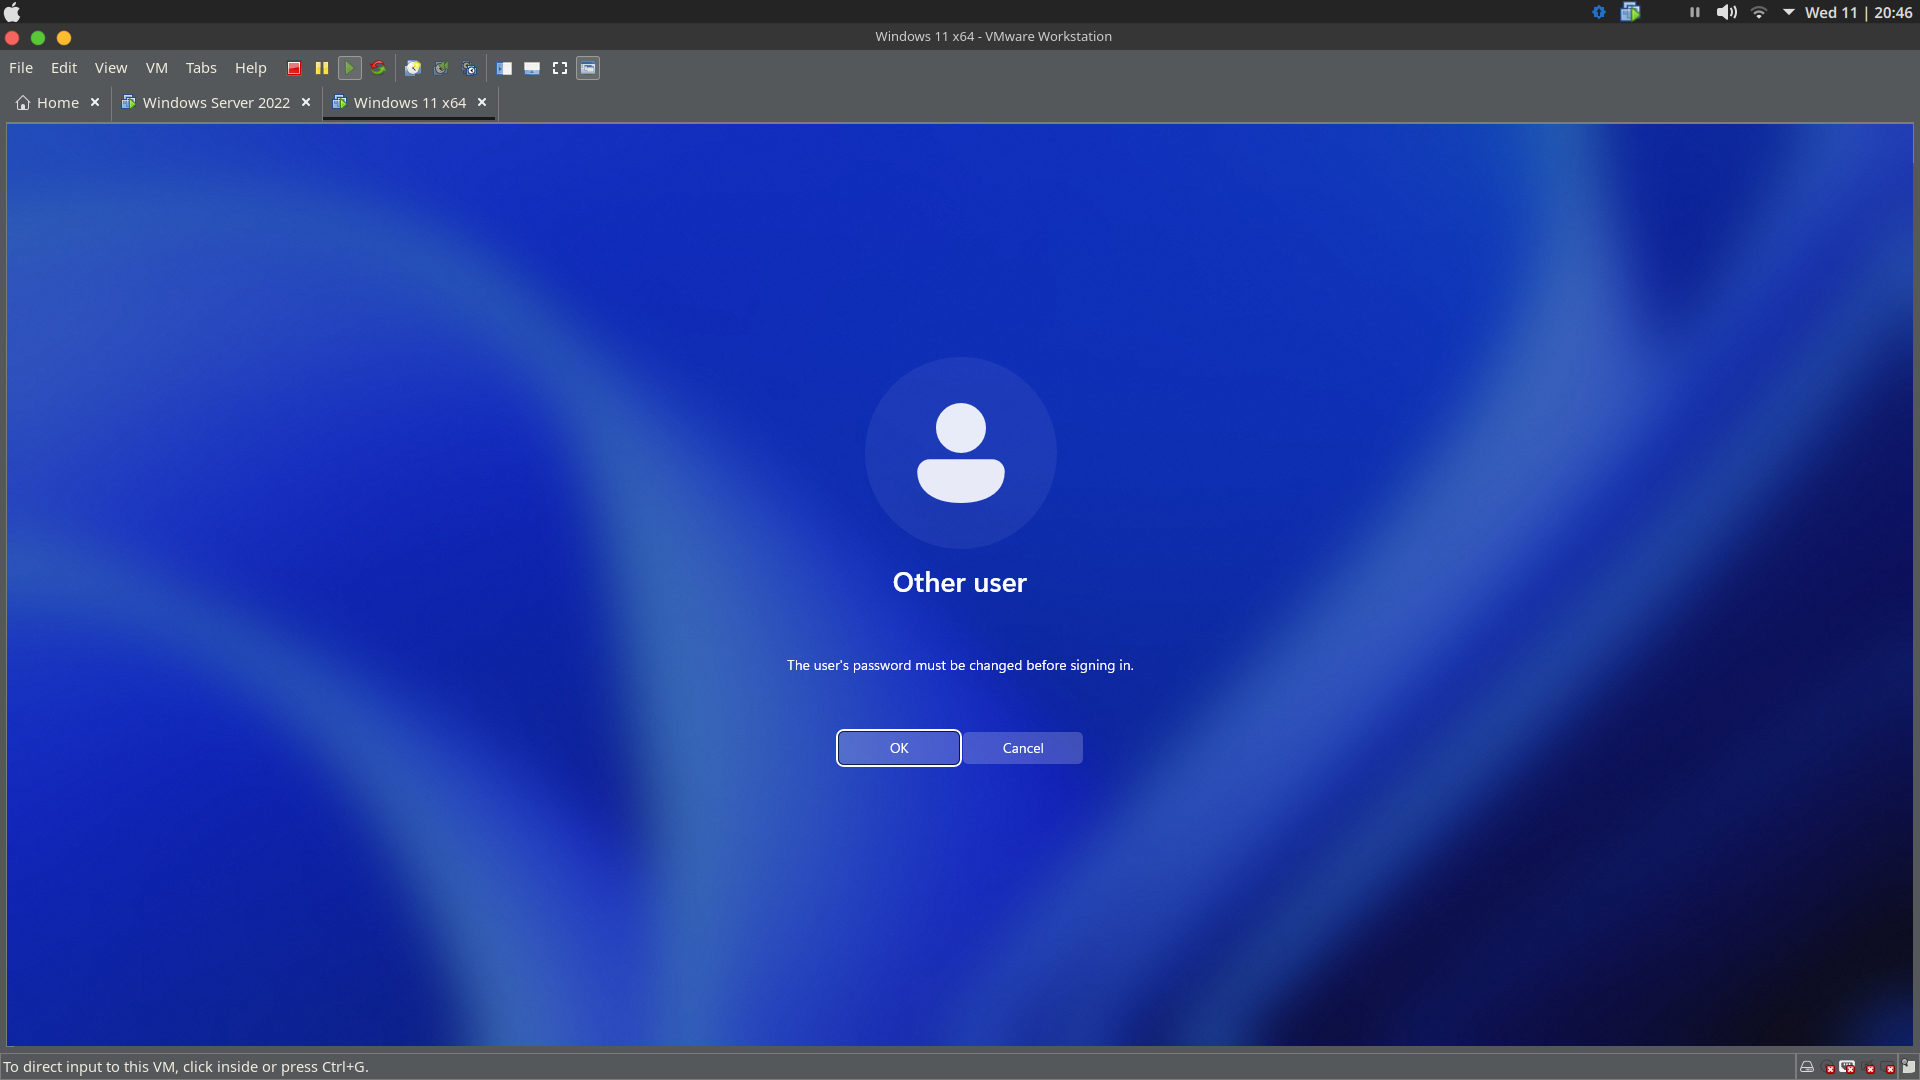 Wed 11 | 20:46
Windows 11 x64 - VMware Workstation
File Edit View VM Tabs Help
Home Windows Server 2022 Windows 11 x64
Other user
The user's password must be changed before signing in.
OK Cancel
To direct input to this VM, click inside or press Ctrl+G.